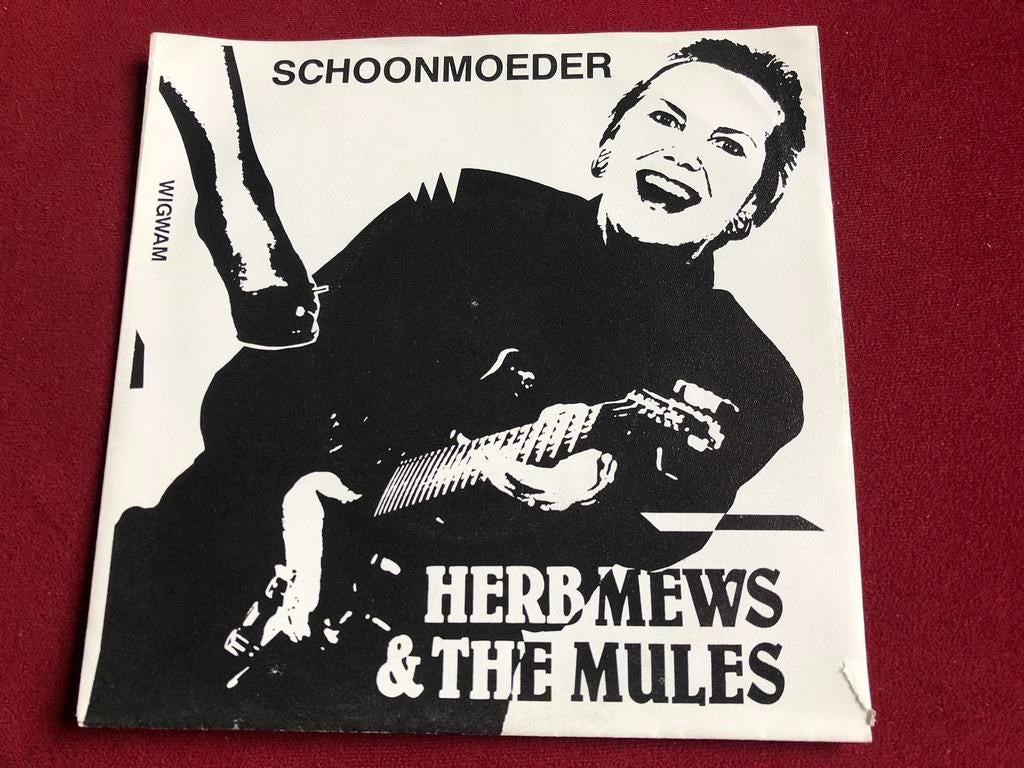 SCHOONMOEDER
WIGWAM
HERB MEWS
& THE MULES